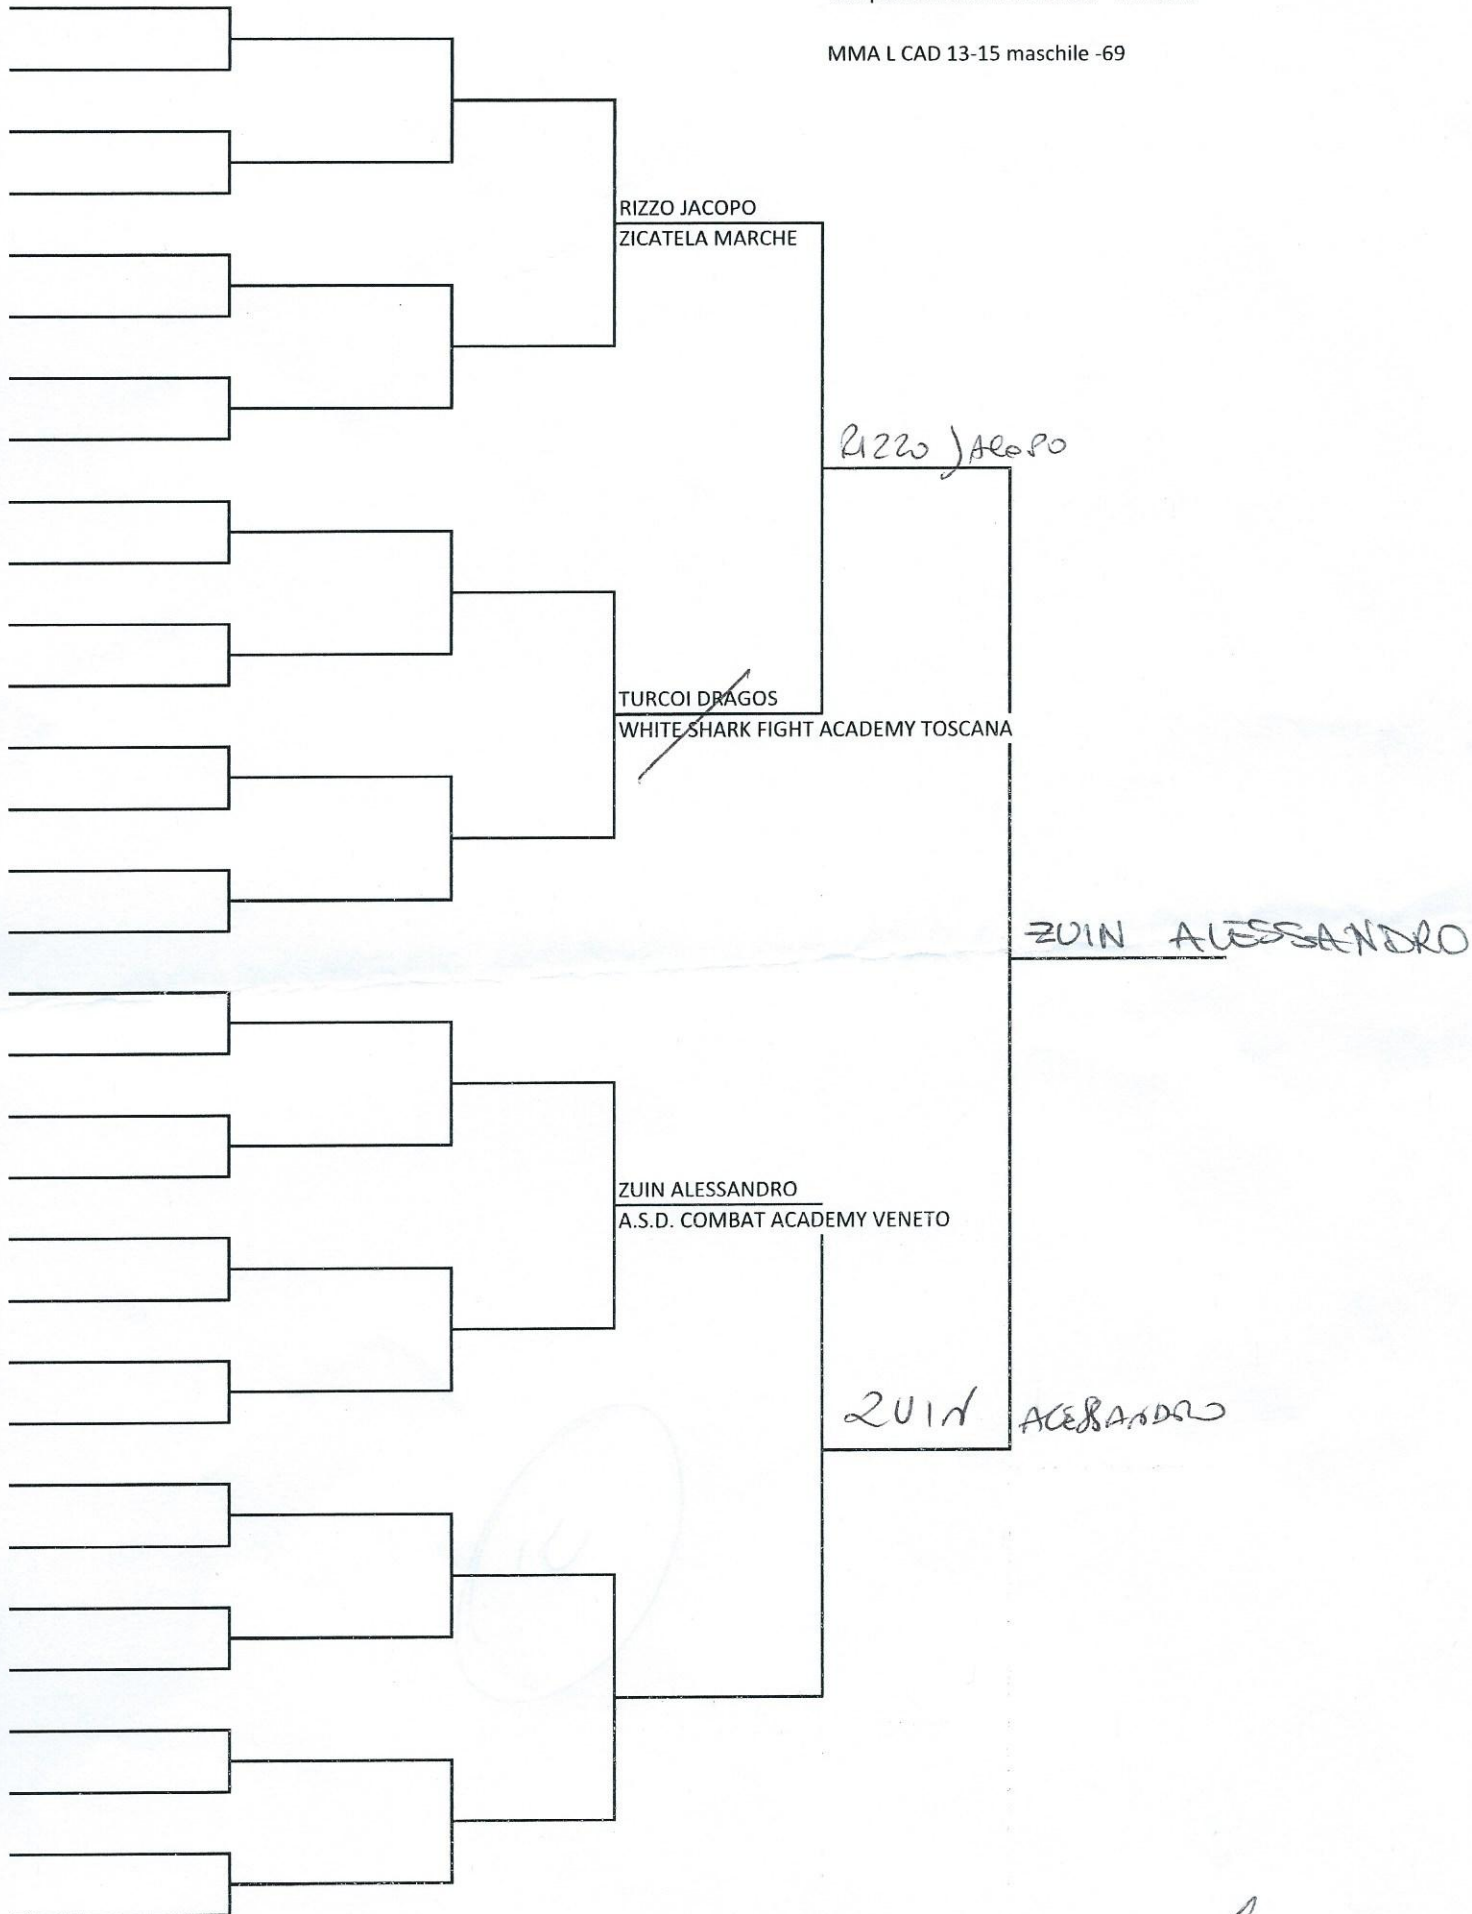 MMA L CAD 13-15 maschile -69
RIZZO JACOPO
ZICATELA MARCHE
RIZZO JACOPO
TURCOI DRAGOS
WHITE SHARK FIGHT ACADEMY TOSCANA
ZUIN ALESSANDRO
ZUIN ALESSANDRO
A.S.D. COMBAT ACADEMY VENETO
ZUIN ALESSANDRO